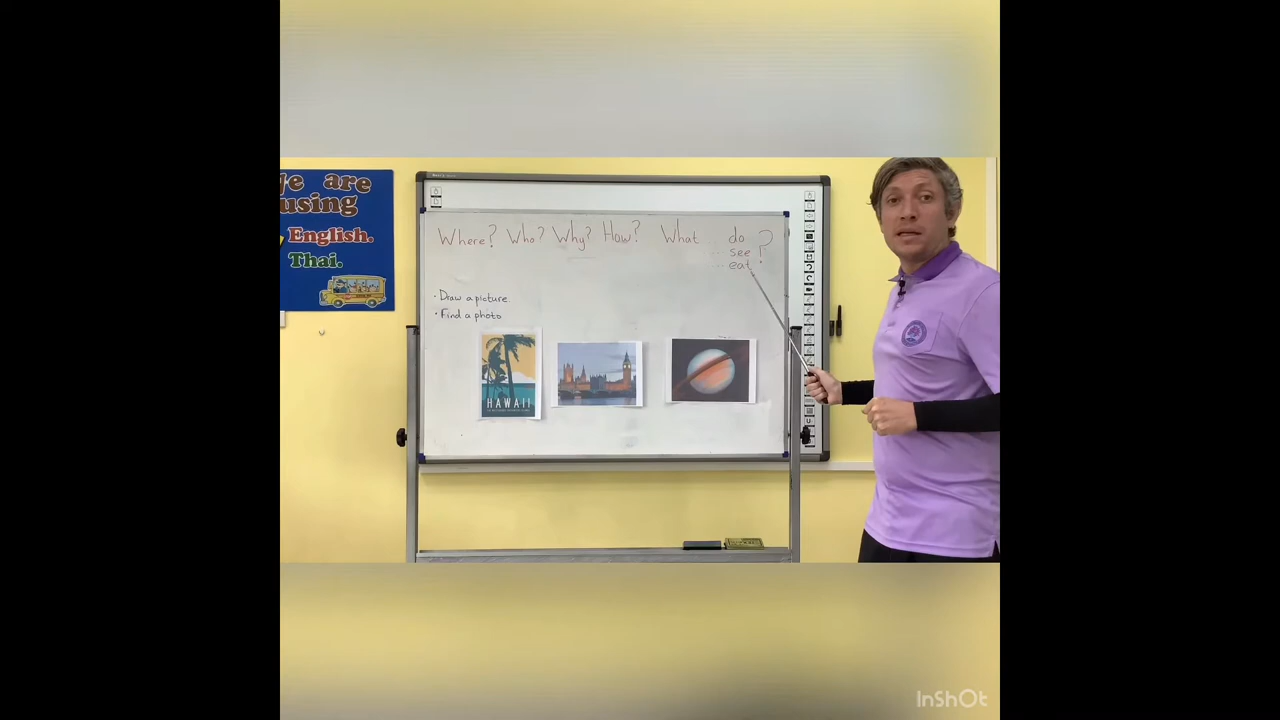 We are
using
English.
Thai.
Where? Who? Why? How? What do
see ?
eat
• Draw a picture
• Find a photo
HAWAII
InShOt